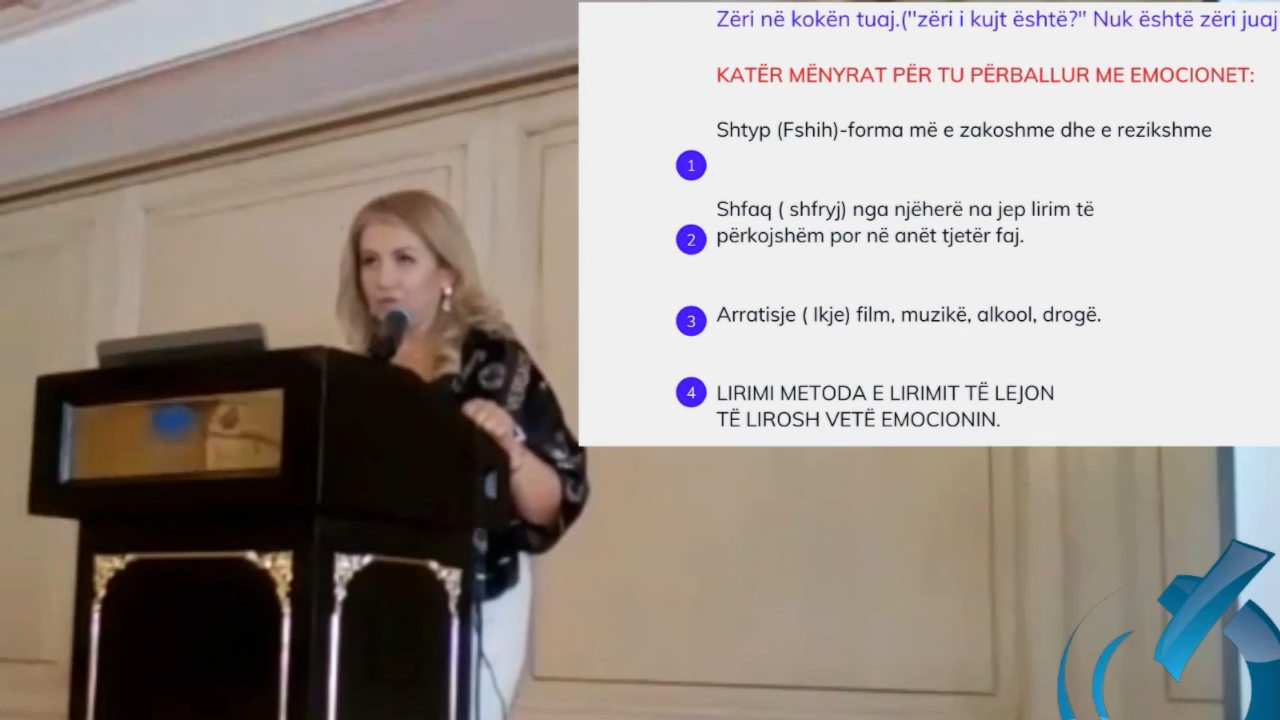 Zëri në kokën tuaj.("zëri i kujt është?" Nuk është zëri juaj
KATËR MËNYRAT PËR TU PËRBALLUR ME EMOCIONET:
Shtyp (Fshih)-forma më e zakoshme dhe e rezikshme
1
Shfaq ( shfryj) nga njëherë na jep lirim të
2 përkojshëm por në anët tjetër faj.
3 Arratisje ( Ikje) film, muzikë, alkool, drogë.
4 LIRIMI METODA E LIRIMIT TË LEJON
TË LIROSH VETË EMOCIONIN.